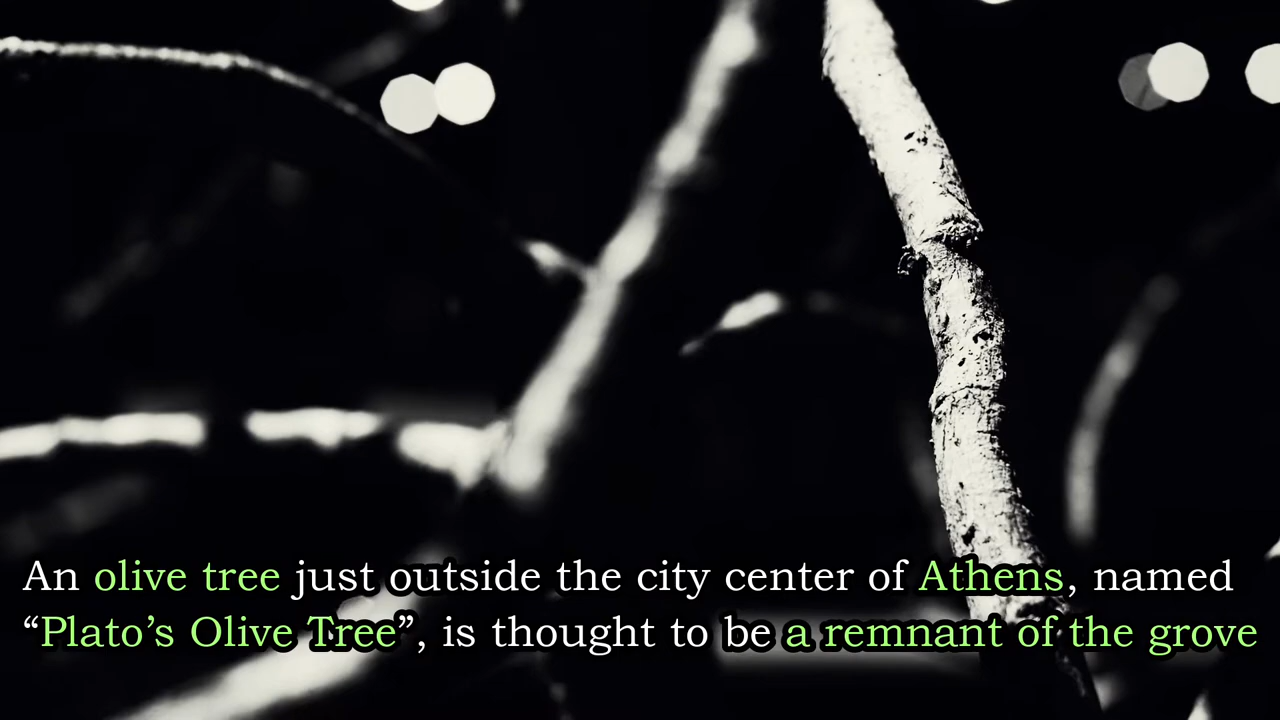 An olive tree just outside the city center of Athens, named
“Plato’s Olive Tree”, is thought to be a remnant of the grove